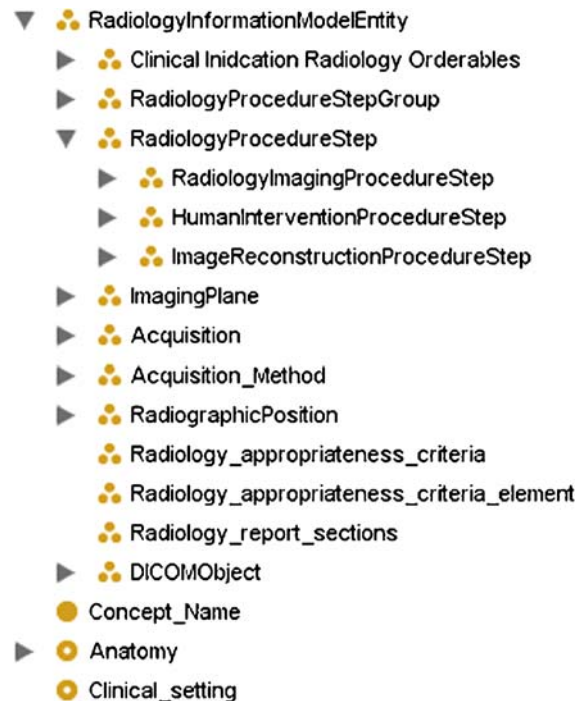 RadiologyInformationModelEntity
Clinical Inidcation Radiology Orderables
RadiologyProcedureStepGroup
RadiologyProcedureStep
RadiologyImagingProcedureStep
HumanInterventionProcedureStep
ImageReconstructionProcedureStep
ImagingPlane
Acquisition
Acquisition_Method
RadiographicPosition
Radiology_appropriateness_criteria
Radiology_appropriateness_criteria_element
Radiology_report_sections
DICOMObject
Concept_Name
Anatomy
Clinical_setting